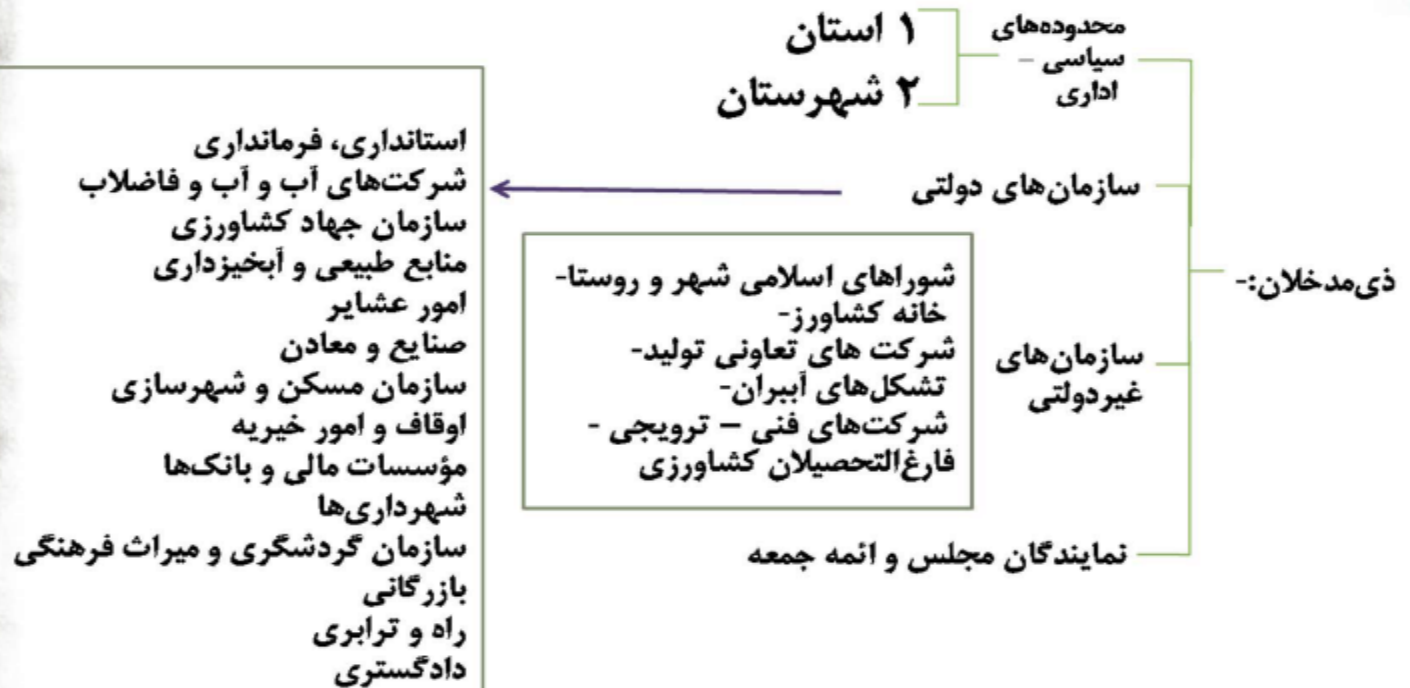 ذی‌مدخلان:-
محدوده‌های
سیاسی –
اداری
۱ استان
۲ شهرستان
سازمان‌های دولتی
استانداری، فرمانداری
شرکت‌های آب و آب و فاضلاب
سازمان جهاد کشاورزی
منابع طبیعی و آبخیزداری
امور عشایر
صنایع و معادن
سازمان مسکن و شهرسازی
اوقاف و امور خیریه
مؤسسات مالی و بانک‌ها
شهرداری‌ها
سازمان گردشگری و میراث فرهنگی
بازرگانی
راه و ترابری
دادگستری
سازمان‌های
غیردولتی
شوراهای اسلامی شهر و روستا-
خانه کشاورز-
شرکت های تعاونی تولید-
تشکل‌های آببران-
شرکت‌های فنی – ترویجی -
فارغ‌التحصیلان کشاورزی
نمایندگان مجلس و ائمه جمعه